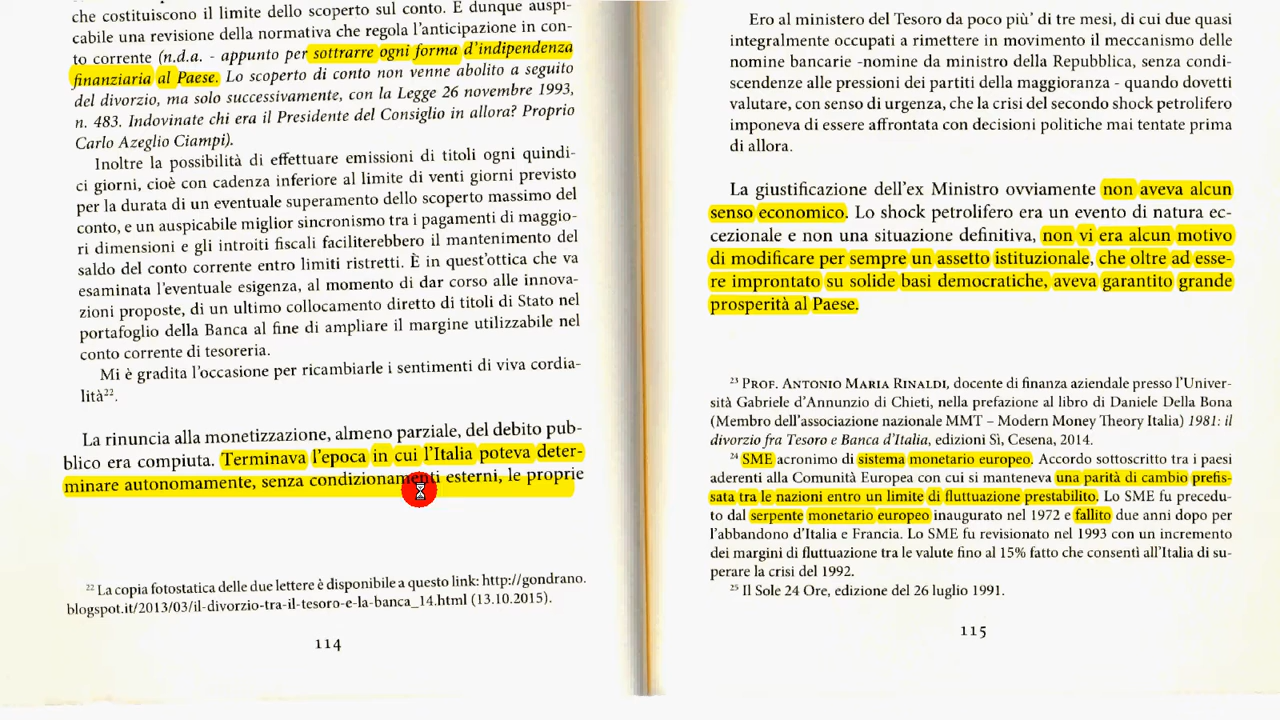 che costituiscono il limite dello scoperto sul conto. È dunque auspi-
cabile una revisione della normativa che regola l'anticipazione in con-
to corrente (n.d.a. - appunto per sottrarre ogni forma d'indipendenza
finanziaria al Paese. Lo scoperto di conto non venne abolito a seguito
del divorzio, ma solo successivamente, con la Legge 26 novembre 1993,
n. 483. Indovinate chi era il Presidente del Consiglio in allora? Proprio
Carlo Azeglio Ciampi).
Inoltre la possibilità di effettuare emissioni di titoli ogni quindi-
ci giorni, cioè con cadenza inferiore al limite di venti giorni previsto
per la durata di un eventuale superamento dello scoperto massimo del
conto, e un auspicabile miglior sincronismo tra i pagamenti di maggio-
ri dimensioni e gli introiti fiscali faciliterebbero il mantenimento del
saldo del conto corrente entro limiti ristretti. È in quest'ottica che va
esaminata l'eventuale esigenza, al momento di dar corso alle innova-
zioni proposte, di un ultimo collocamento diretto di titoli di Stato nel
portafoglio della Banca al fine di ampliare il margine utilizzabile nel
conto corrente di tesoreria.
Mi è gradita l'occasione per ricambiarle i sentimenti di viva cordia-
lità²².
La rinuncia alla monetizzazione, almeno parziale, del debito pub-
blico era compiuta. Terminava l'epoca in cui l'Italia poteva deter-
minare autonomamente, senza condizionamenti esterni, le proprie
²² La copia fotostatica delle due lettere è disponibile a questo link: http://gondrano.
blogspot.it/2013/03/il-divorzio-tra-il-tesoro-e-la-banca_14.html (13.10.2015).
114
Ero al ministero del Tesoro da poco più' di tre mesi, di cui due quasi
integralmente occupati a rimettere in movimento il meccanismo delle
nomine bancarie -nomine da ministro della Repubblica, senza condi-
scendenze alle pressioni dei partiti della maggioranza - quando dovetti
valutare, con senso di urgenza, che la crisi del secondo shock petrolifero
imponeva di essere affrontata con decisioni politiche mai tentate prima
di allora.
La giustificazione dell'ex Ministro ovviamente non aveva alcun
senso economico. Lo shock petrolifero era un evento di natura ec-
cezionale e non una situazione definitiva, non vi era alcun motivo
di modificare per sempre un assetto istituzionale, che oltre ad esse-
re improntato su solide basi democratiche, aveva garantito grande
prosperità al Paese.
²³ Prof. Antonio Maria Rinaldi, docente di finanza aziendale presso l'Univer-
sità Gabriele d'Annunzio di Chieti, nella prefazione al libro di Daniele Della Bona
(Membro dell'associazione nazionale MMT – Modern Money Theory Italia) 1981: il
divorzio fra Tesoro e Banca d'Italia, edizioni Sì, Cesena, 2014.
²⁴ SME acronimo di sistema monetario europeo. Accordo sottoscritto tra i paesi
aderenti alla Comunità Europea con cui si manteneva una parità di cambio prefis-
sata tra le nazioni entro un limite di fluttuazione prestabilito. Lo SME fu precedu-
to dal serpente monetario europeo inaugurato nel 1972 e fallito due anni dopo per
l'abbandono d'Italia e Francia. Lo SME fu revisionato nel 1993 con un incremento
dei margini di fluttuazione tra le valute fino al 15% fatto che consentì all'Italia di su-
perare la crisi del 1992.
²⁵ Il Sole 24 Ore, edizione del 26 luglio 1991.
115